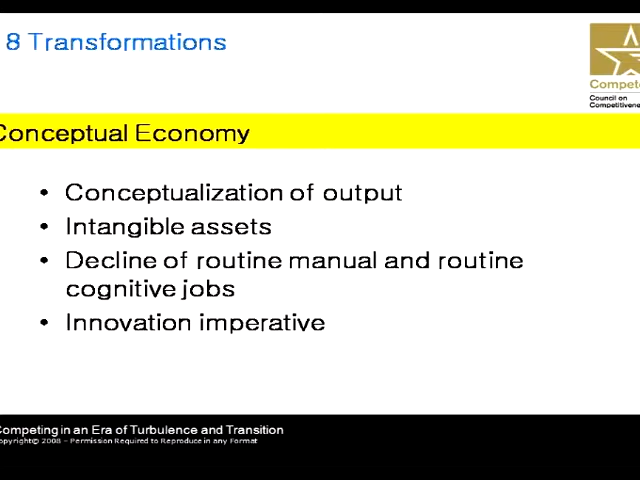 8 Transformations
Compete
Council on
Competitivene
Conceptual Economy
• Conceptualization of output
• Intangible assets
• Decline of routine manual and routine
cognitive jobs
• Innovation imperative
Competing in an Era of Turbulence and Transition
opyright© 2008 – Permission Required to Reproduce in any Format